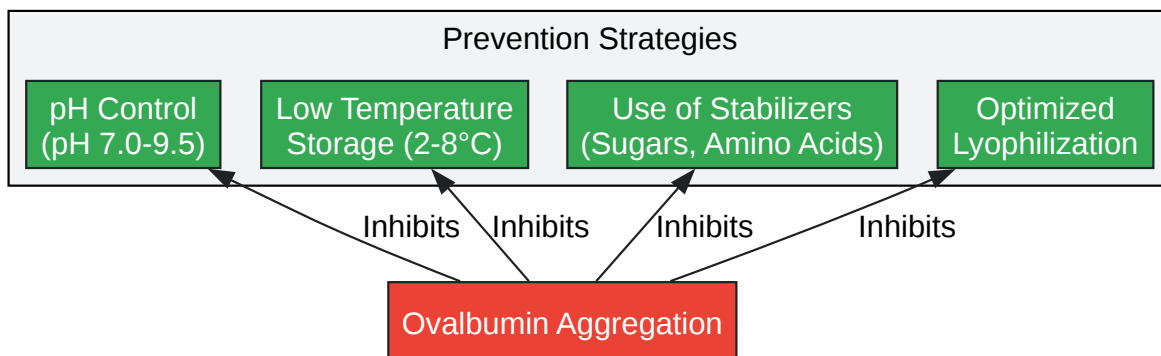 Prevention Strategies
pH Control
(pH 7.0-9.5)
Low Temperature
Storage (2-8°C)
Use of Stabilizers
(Sugars, Amino Acids)
Optimized
Lyophilization
Inhibits
Inhibits
Inhibits
Inhibits
Ovalbumin Aggregation